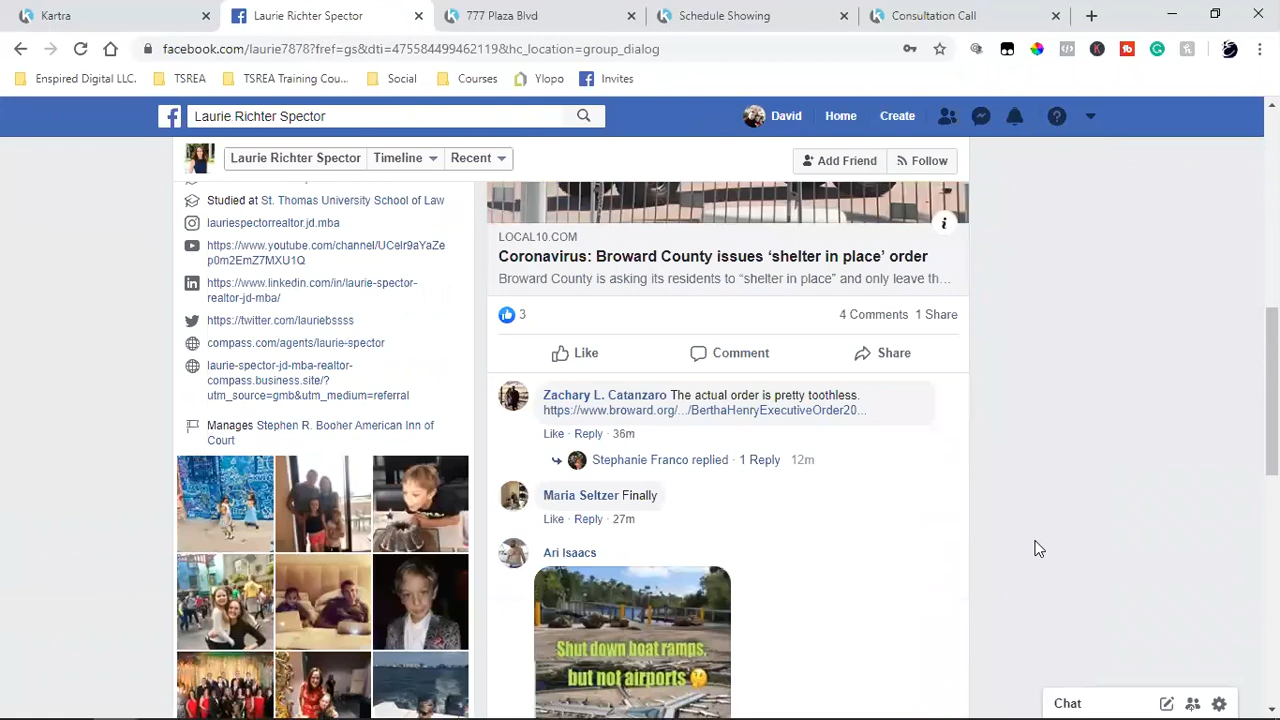 Kartra
Laurie Richter Spector
777 Plaza Blvd
Schedule Showing
Consultation Call
facebook.com/laurie7878?fref=gs&dti=475584499462119&hc_location=group_dialog
Enspired Digital LLC.
TSREA
TSREA Training Cou...
Social
Courses
Ylopo
Invites
Laurie Richter Spector
David
Home
Create
Laurie Richter Spector
Timeline
Recent
Add Friend
Follow
Studied at St. Thomas University School of Law
lauriespectorrealtor.jd.mba
https://www.youtube.com/channel/UCelr9aYaZe
p0m2EmZ7MXU1Q
https://www.linkedin.com/in/laurie-spector-
realtor-jd-mba/
https://twitter.com/lauriebssss
compass.com/agents/laurie-spector
laurie-spector-jd-mba-realtor-
compass.business.site/?
utm_source=gmb&utm_medium=referral
Manages Stephen R. Booher American Inn of
Court
LOCAL10.COM
Coronavirus: Broward County issues ‘shelter in place’ order
Broward County is asking its residents to “shelter in place” and only leave th...
3
4 Comments 1 Share
Like
Comment
Share
Zachary L. Catanzaro The actual order is pretty toothless.
https://www.broward.org/.../BerthaHenryExecutiveOrder20...
Like · Reply · 36m
Stephanie Franco replied · 1 Reply 12m
Maria Seltzer Finally
Like · Reply · 27m
Ari Isaacs
Shut down boat ramps,
but not airports
Chat